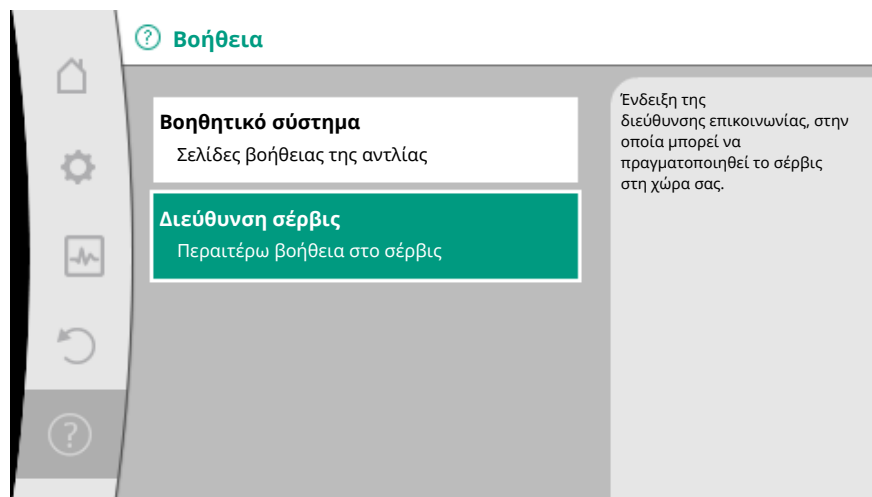 Βοήθεια
Βοηθητικό σύστημα
Σελίδες βοήθειας της αντλίας
Διεύθυνση σέρβις
Περαιτέρω βοήθεια στο σέρβις
Ένδειξη της
διεύθυνσης επικοινωνίας, στην
οποία μπορεί να
πραγματοποιηθεί το σέρβις
στη χώρα σας.